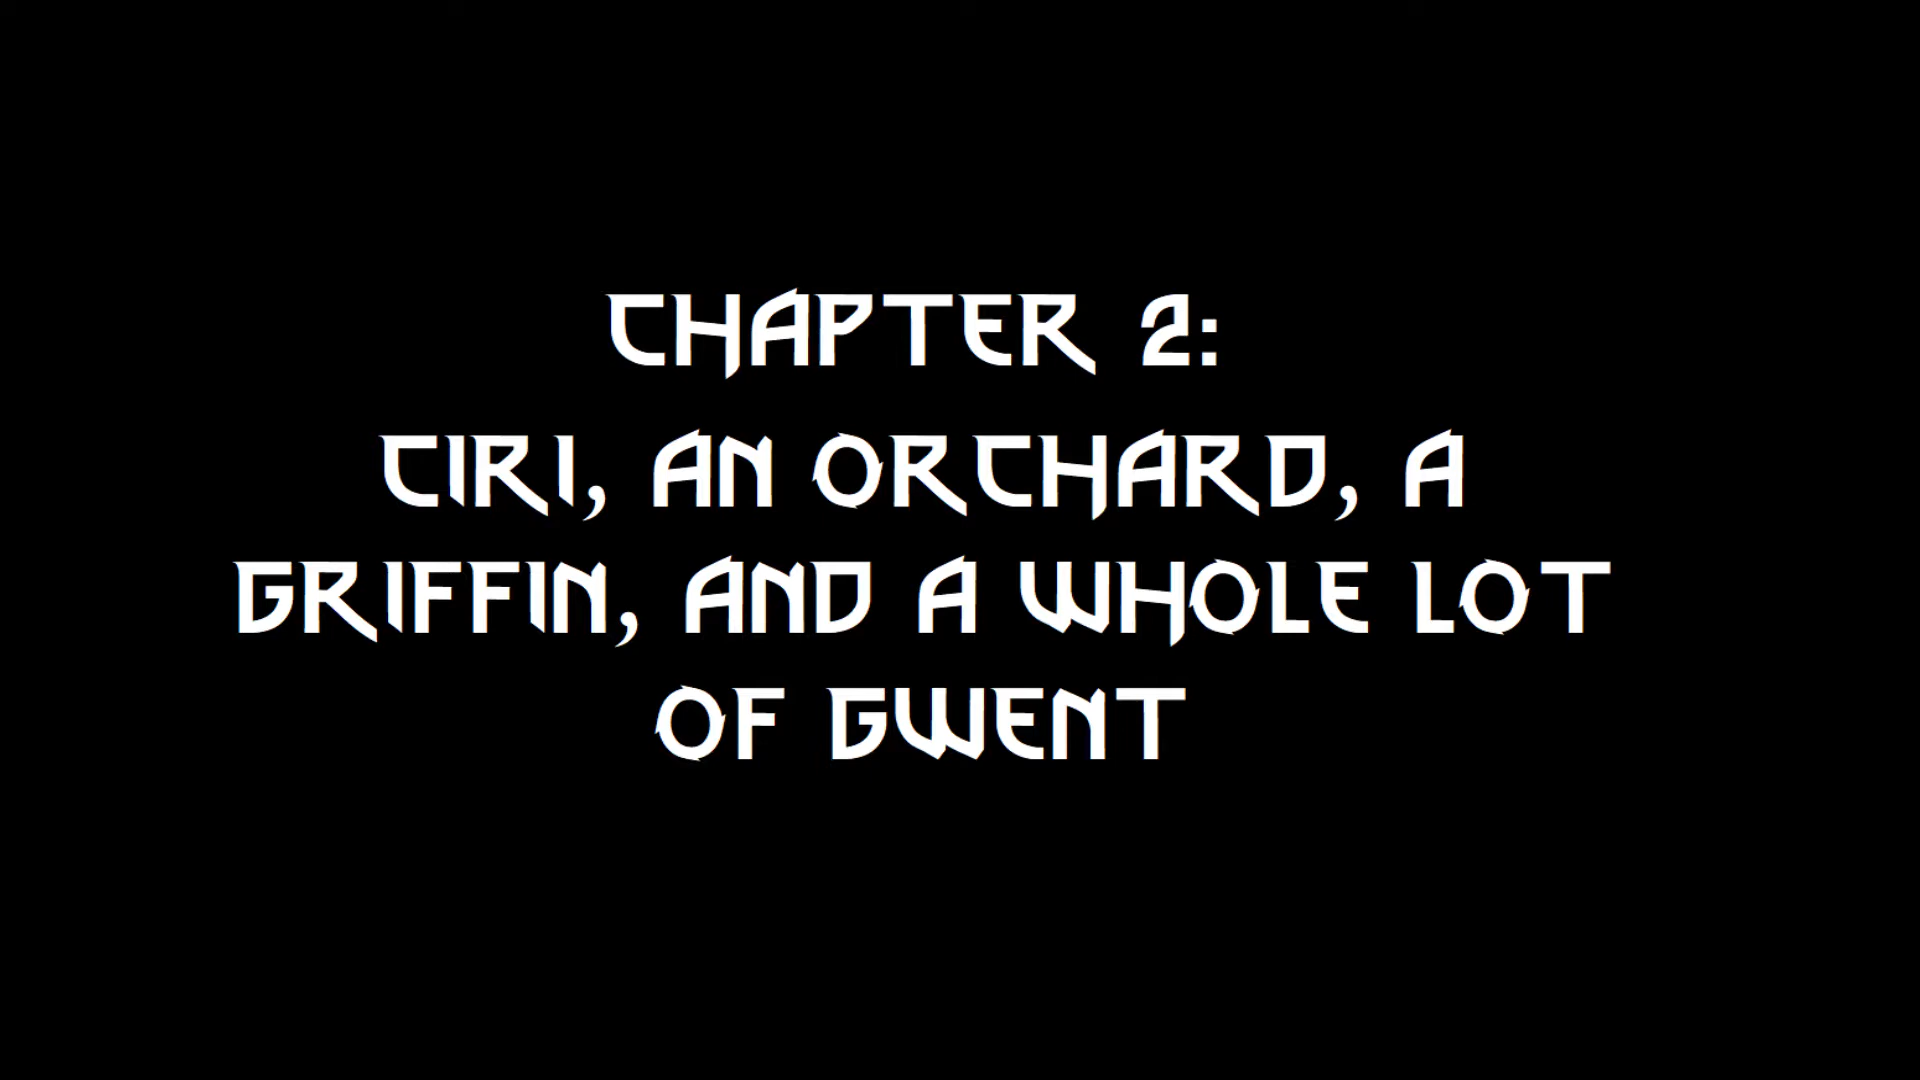 CHAPTER 2:
CIRI, AN ORCHARD, A
GRIFFIN, AND A WHOLE LOT
OF GWENT